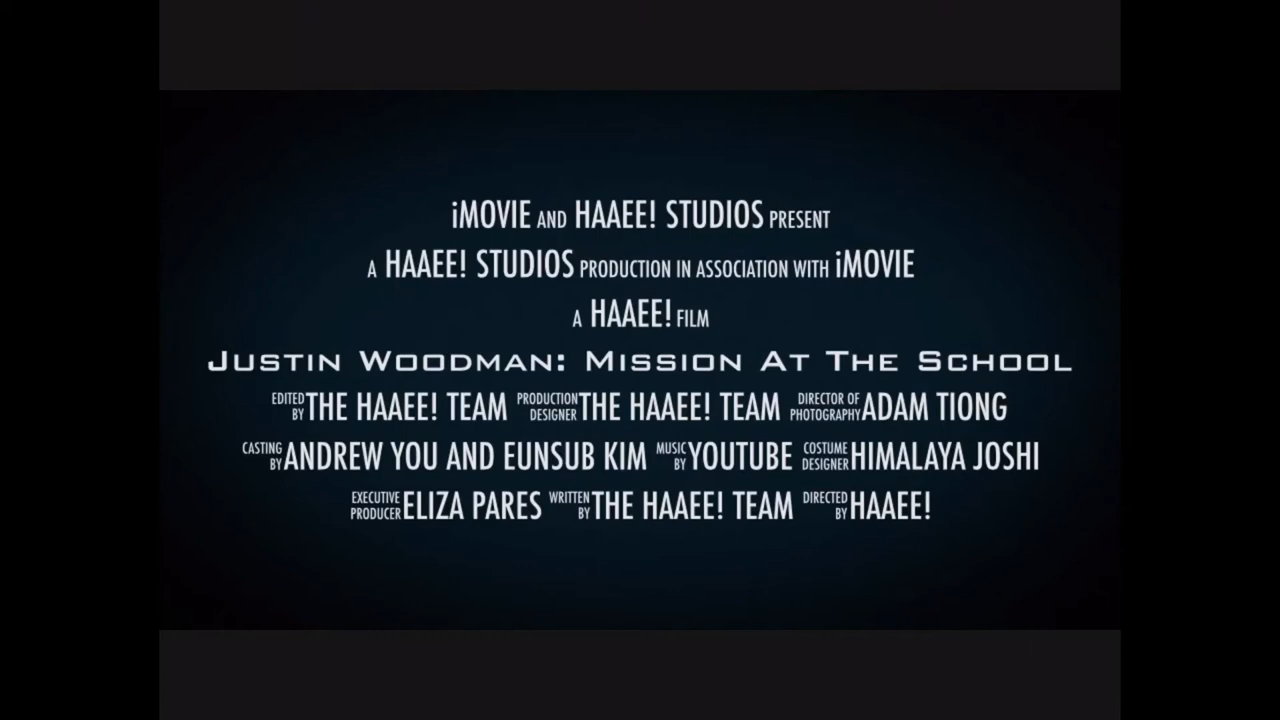 iMOVIE AND HAAEE! STUDIOS PRESENT
A HAAEE! STUDIOS PRODUCTION IN ASSOCIATION WITH iMOVIE
A HAAEE! FILM
JUSTIN WOODMAN: MISSION AT THE SCHOOL
EDITED BY THE HAAEE! TEAM PRODUCTION DESIGNER THE HAAEE! TEAM DIRECTOR OF PHOTOGRAPHY ADAM TIONG
CASTING BY ANDREW YOU AND EUNSUB KIM MUSIC BY YOUTUBE COSTUME DESIGNER HIMALAYA JOSHI
EXECUTIVE PRODUCER ELIZA PARES WRITTEN BY THE HAAEE! TEAM DIRECTED BY HAAEE!